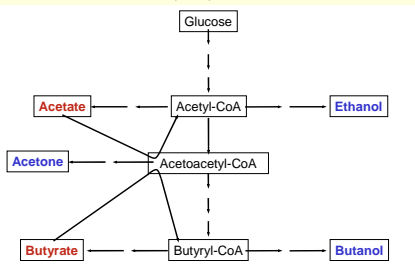 Glucose
Acetate
Acetyl-CoA
Ethanol
Acetone
Acetoacetyl-CoA
Butyrate
Butyryl-CoA
Butanol